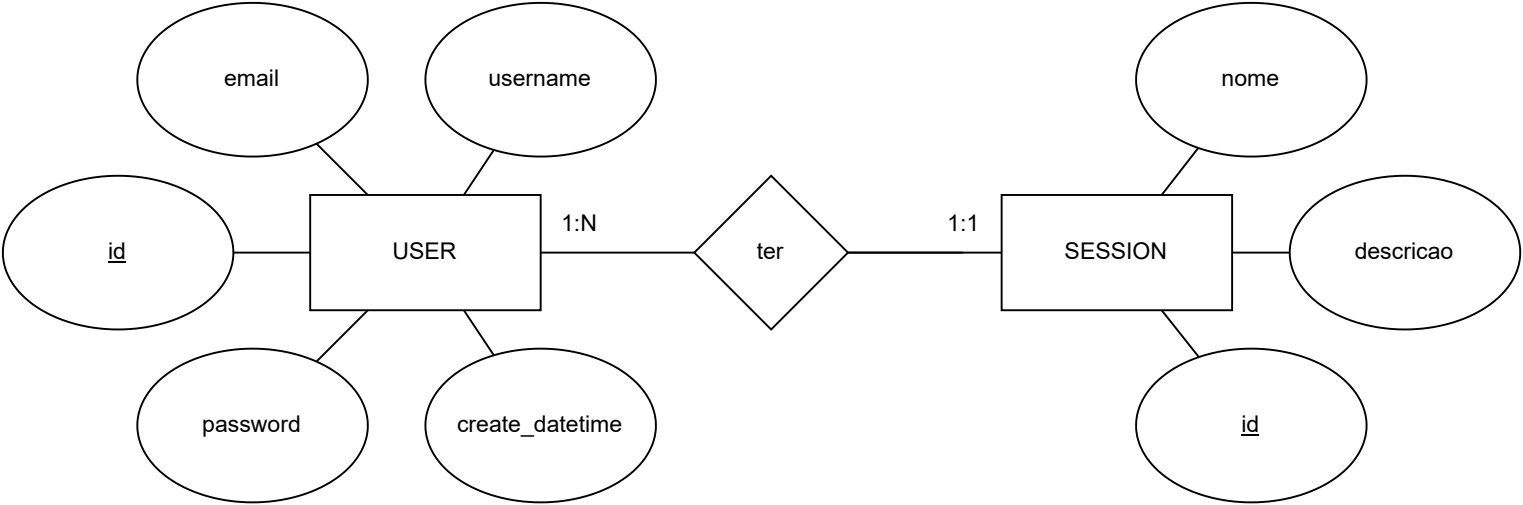 email
username
nome
1:N
1:1
id
USER
ter
SESSION
descricao
password
create_datetime
id